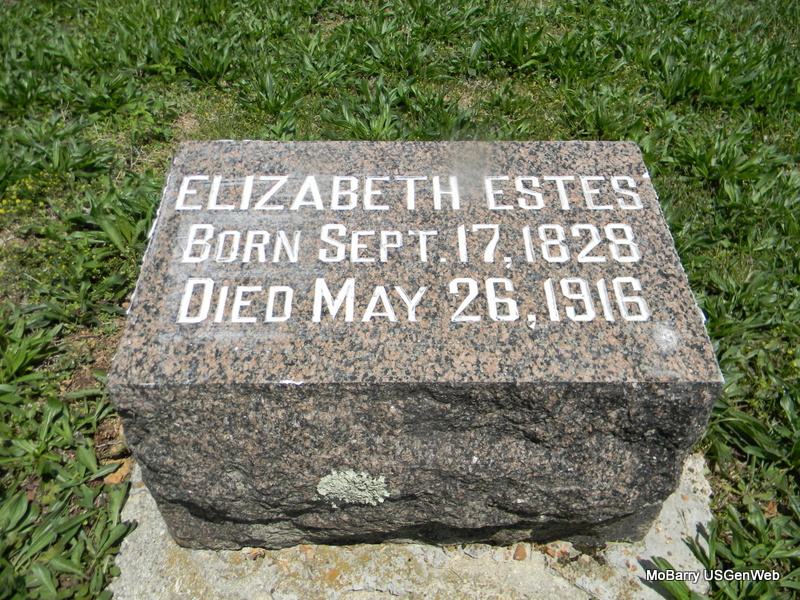 ELIZABETH ESTES
BORN SEPT. 17, 1828
DIED MAY 26, 1916
MoBarry USGenWeb